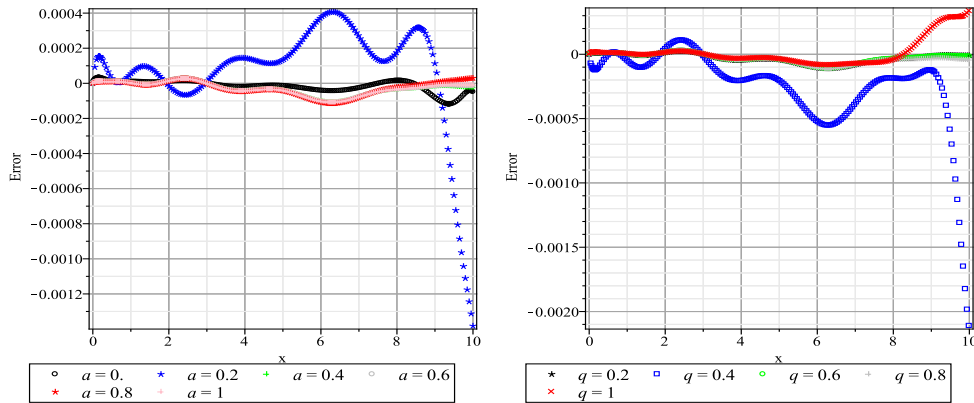 0.0004
0.0002
0
-0.0002
-0.0004
-0.0006
-0.0008
-0.0010
-0.0012
Error
0 2 4 6 8 10
x
a = 0. a = 0.2 a = 0.4 a = 0.6
a = 0.8 a = 1
0
-0.0005
-0.0010
-0.0015
-0.0020
Error
0 2 4 6 8 10
x
q = 0.2 q = 0.4 q = 0.6 q = 0.8
q = 1